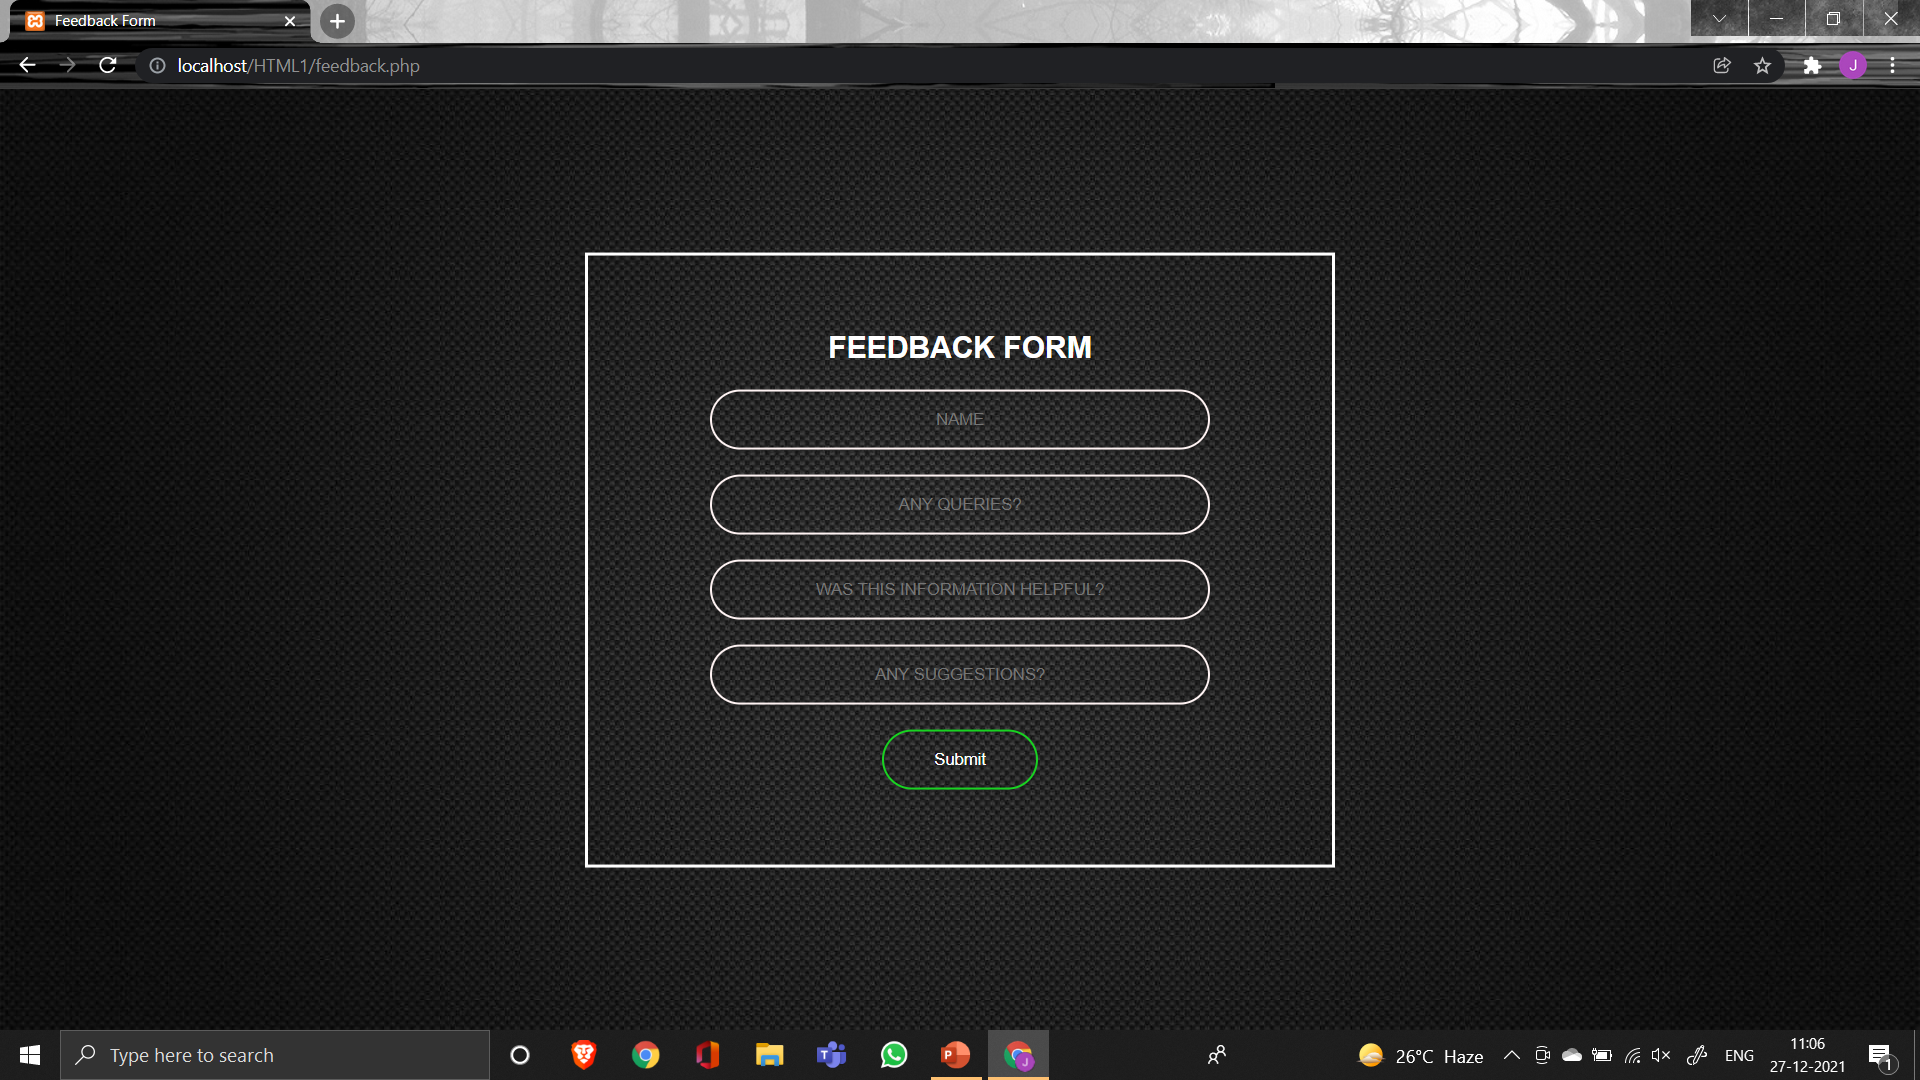 Feedback Form
localhost/HTML1/feedback.php
J
FEEDBACK FORM
NAME
ANY QUERIES?
WAS THIS INFORMATION HELPFUL?
ANY SUGGESTIONS?
Submit
Type here to search
26°C Haze
ENG
11:06
27-12-2021
1